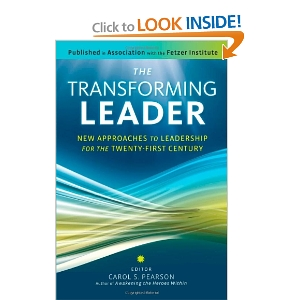 Click to LOOK INSIDE!
Published in Association with the Fetzer Institute
THE
TRANSFORMING
LEADER
NEW APPROACHES TO LEADERSHIP
FOR THE TWENTY-FIRST CENTURY
EDITOR
CAROL S. PEARSON
Author of Awakening the Heroes Within